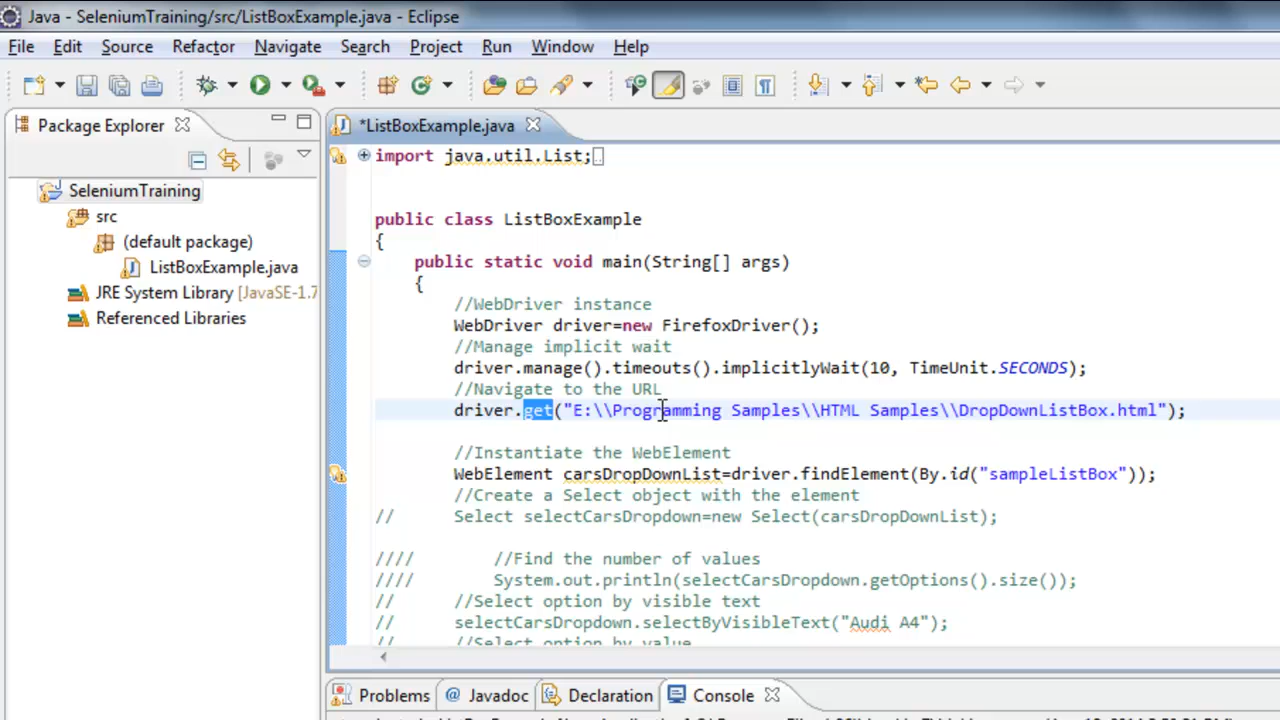 Java - SeleniumTraining/src/ListBoxExample.java - Eclipse
File Edit Source Refactor Navigate Search Project Run Window Help
Package Explorer
*ListBoxExample.java
SeleniumTraining
src
(default package)
ListBoxExample.java
JRE System Library [JavaSE-1.7
Referenced Libraries
import java.util.List;
public class ListBoxExample
{
public static void main(String[] args)
{
//WebDriver instance
WebDriver driver=new FirefoxDriver();
//Manage implicit wait
driver.manage().timeouts().implicitlyWait(10, TimeUnit.SECONDS);
//Navigate to the URL
driver.get("E:\\Programming Samples\\HTML Samples\\DropDownListBox.html");
//Instantiate the WebElement
WebElement carsDropDownList=driver.findElement(By.id("sampleListBox"));
//Create a Select object with the element
// Select selectCarsDropdown=new Select(carsDropDownList);
//// //Find the number of values
//// System.out.println(selectCarsDropdown.getOptions().size());
// //Select option by visible text
// selectCarsDropdown.selectByVisibleText("Audi A4");
// //Select option by value
Problems Javadoc Declaration Console